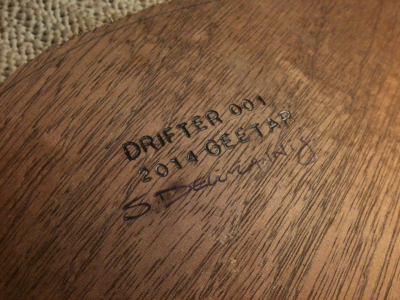 DRIFTER 001
2014 GEETAR
S.